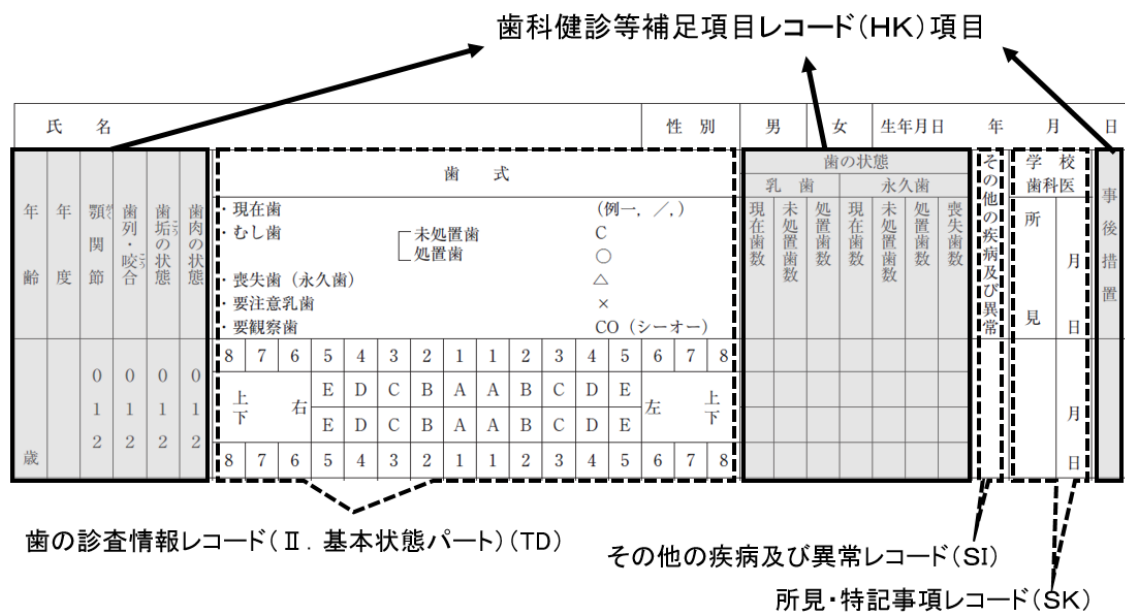 歯科健診等補足項目レコード（HK）項目
氏　名
性 別
男
女
生年月日　年　月　日
年齢
年度
顎関節
がく
歯列・咬合
こう
歯垢の状態
こう
歯肉の状態
歯　式
・現在歯　（例一，／，）
・むし歯　未処置歯　C
処置歯　○
・喪失歯（永久歯）　△
・要注意乳歯　×
・要観察歯　CO（シーオー）
歯の状態
乳　歯
永久歯
現在歯数
未処置歯数
処置歯数
現在歯数
未処置歯数
処置歯数
喪失歯数
その他の疾病及び異常
学　校
歯科医
所見
月
日
事後措置
歳
0 1 2
0 1 2
0 1 2
0 1 2
8 7 6 5 4 3 2 1 1 2 3 4 5 6 7 8
上　右　E D C B A A B C D E　左　上
下　E D C B A A B C D E　下
8 7 6 5 4 3 2 1 1 2 3 4 5 6 7 8
月
日
歯の診査情報レコード（Ⅱ．基本状態パート）（TD）
その他の疾病及び異常レコード（SI）
所見・特記事項レコード（SK）